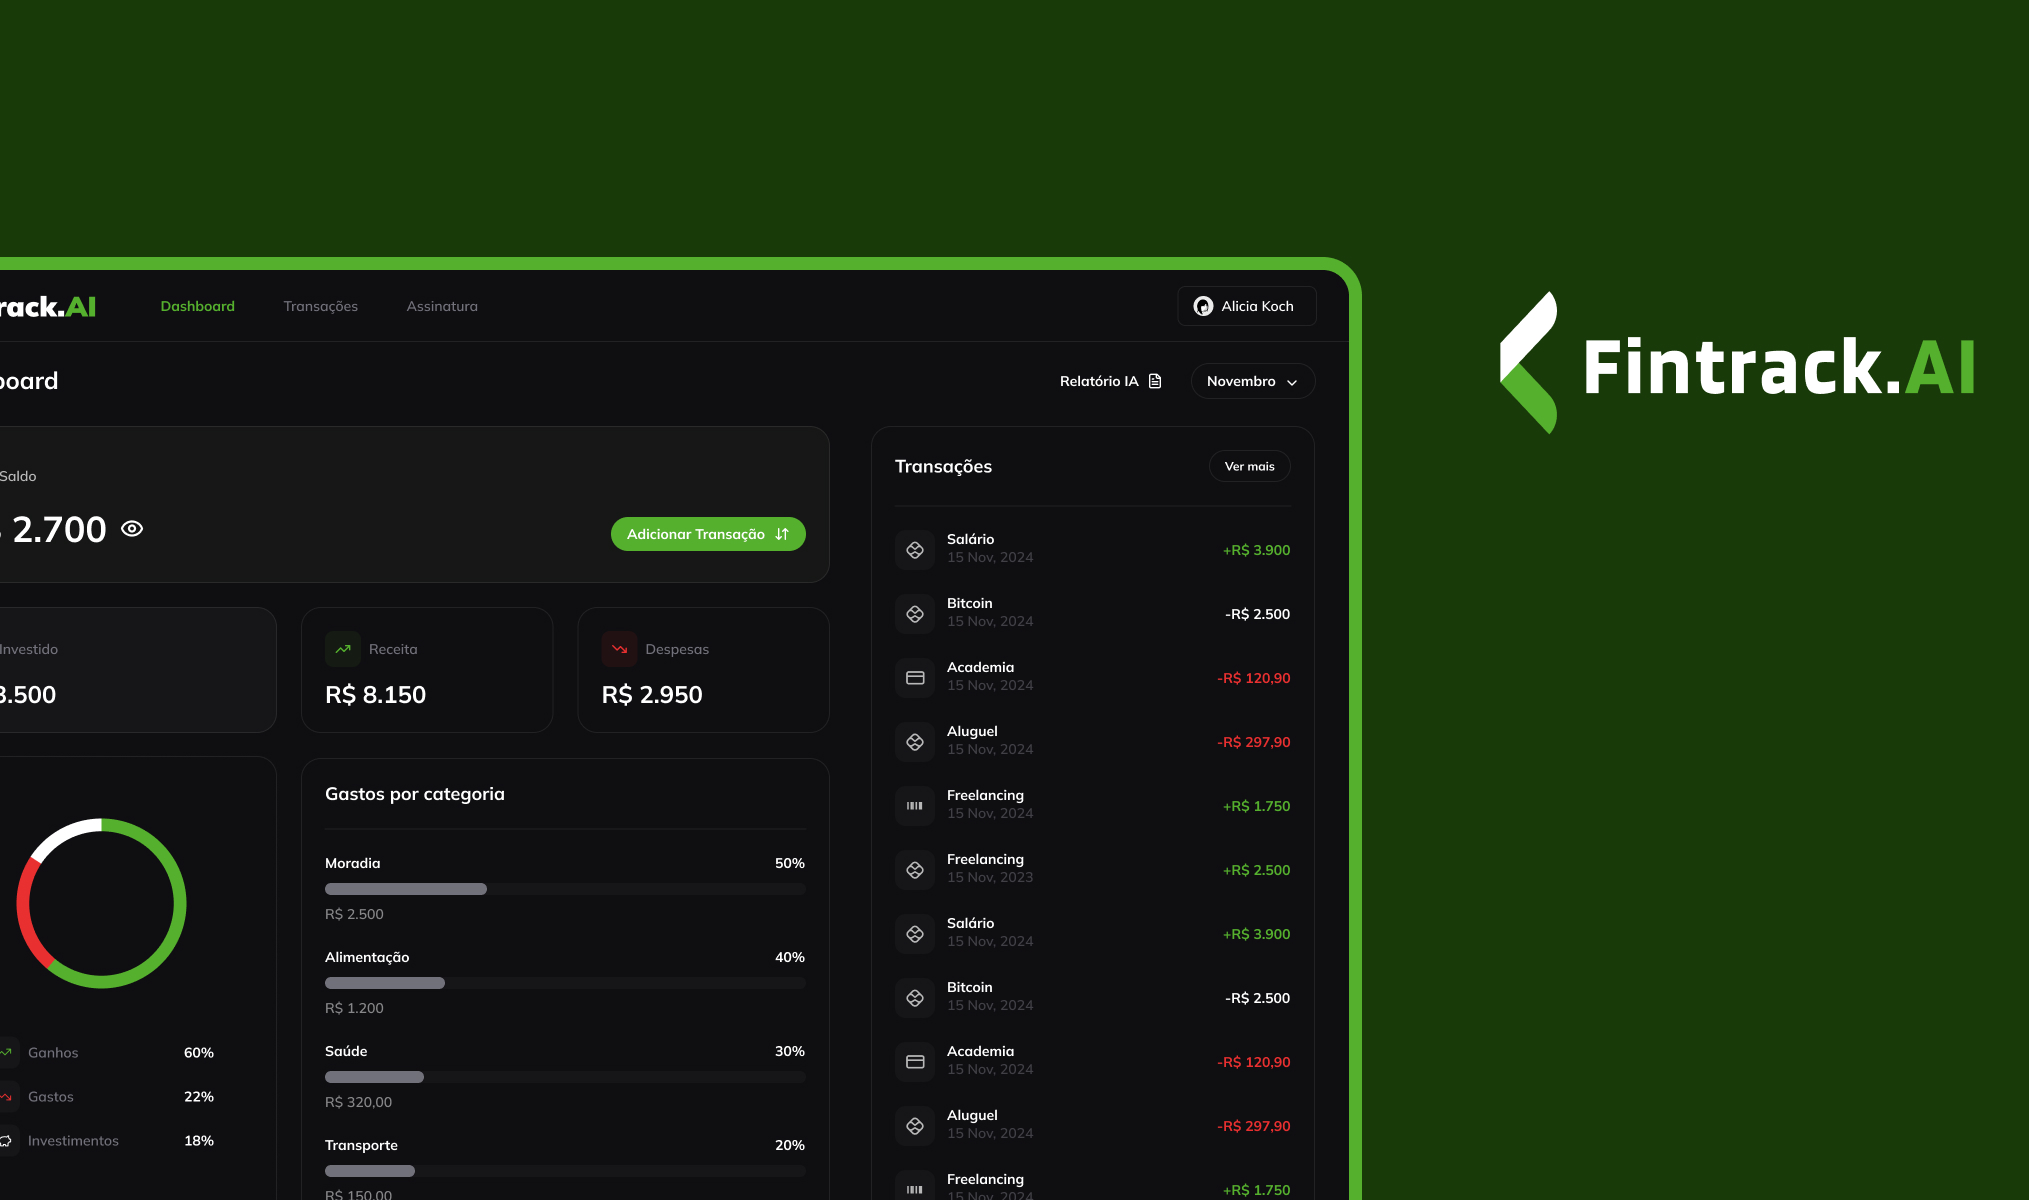 rack.AI
Dashboard
Transações
Assinatura
Alicia Koch
Fintrack.AI
board
Relatório IA
Novembro
Saldo
2.700
Adicionar Transação
Investido
3.500
Receita
R$ 8.150
Despesas
R$ 2.950
Ganhos 60%
Gastos 22%
Investimentos 18%
Gastos por categoria
Moradia 50%
R$ 2.500
Alimentação 40%
R$ 1.200
Saúde 30%
R$ 320,00
Transporte 20%
R$ 150,00
Transações
Ver mais
Salário
15 Nov, 2024
+R$ 3.900
Bitcoin
15 Nov, 2024
-R$ 2.500
Academia
15 Nov, 2024
-R$ 120,90
Aluguel
15 Nov, 2024
-R$ 297,90
Freelancing
15 Nov, 2024
+R$ 1.750
Freelancing
15 Nov, 2023
+R$ 2.500
Salário
15 Nov, 2024
+R$ 3.900
Bitcoin
15 Nov, 2024
-R$ 2.500
Academia
15 Nov, 2024
-R$ 120,90
Aluguel
15 Nov, 2024
-R$ 297,90
Freelancing
15 Nov, 2024
+R$ 1.750